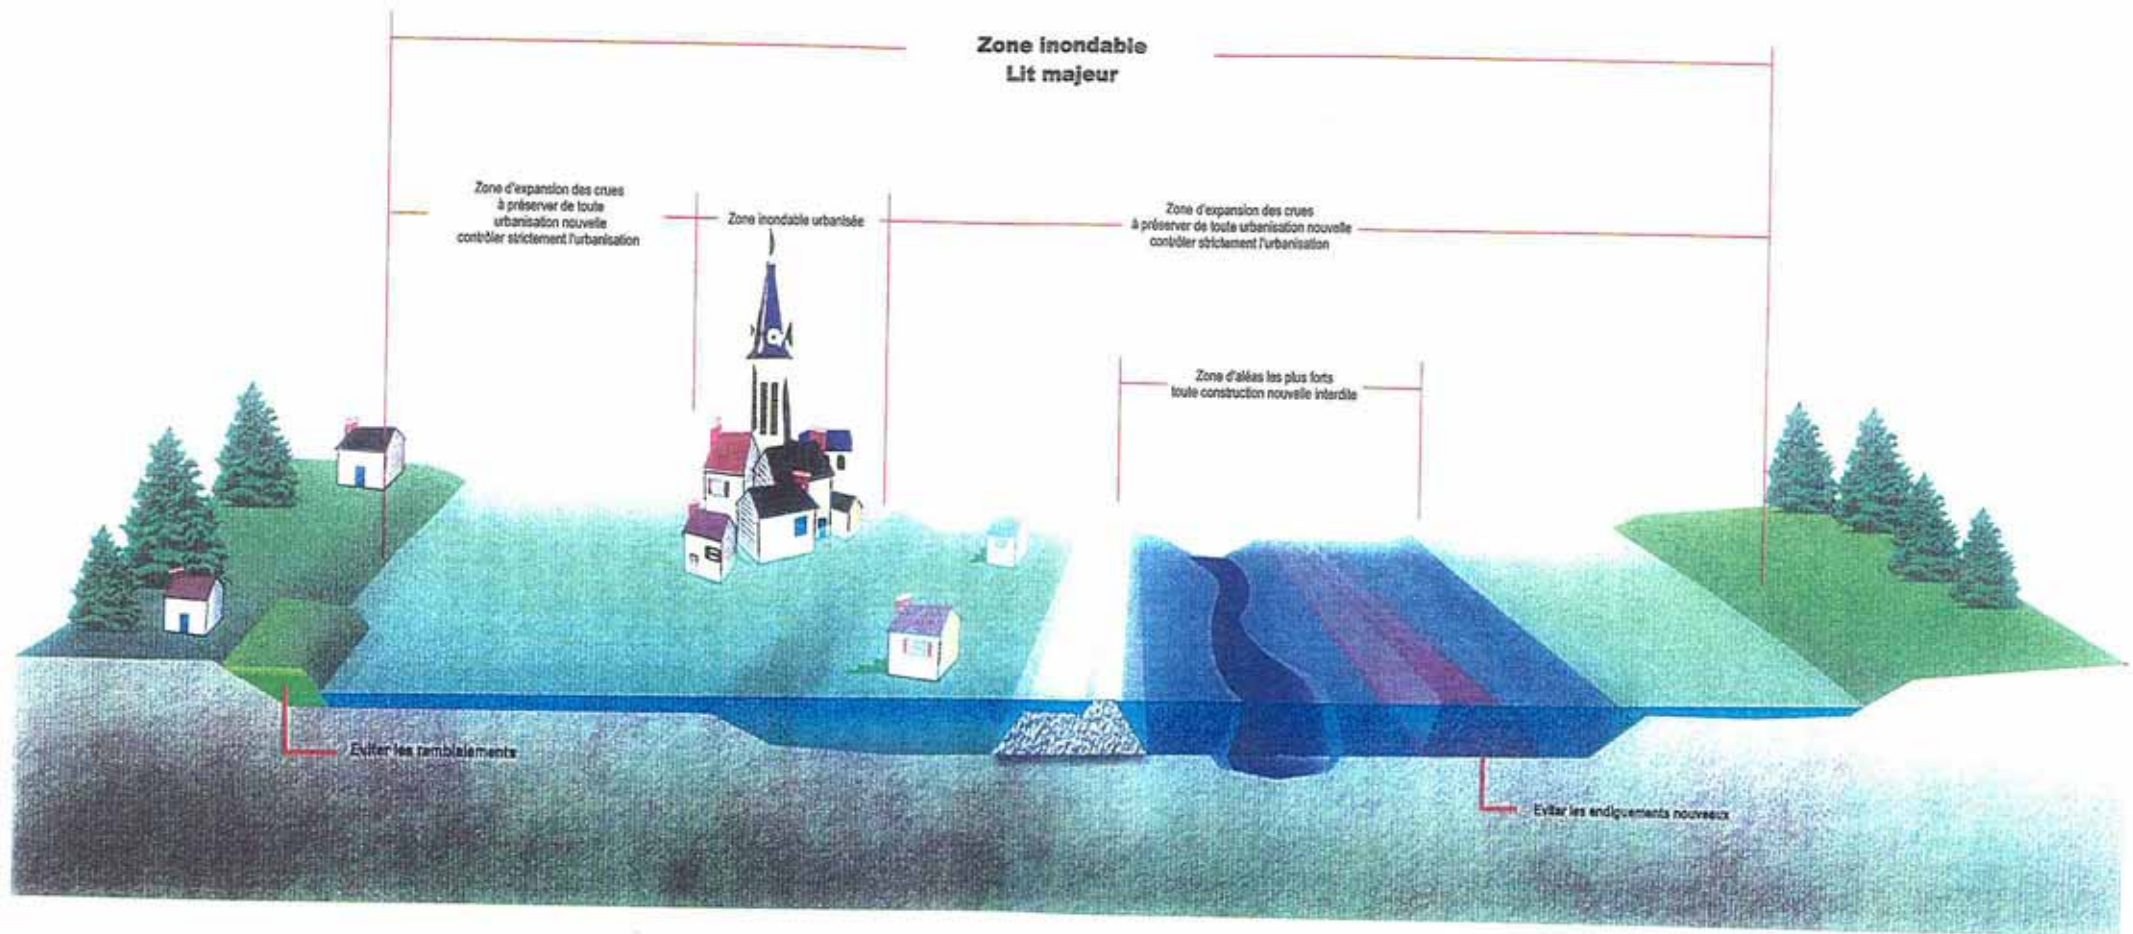 Zone inondable
Lit majeur
Zone d'expansion des crues
à préserver de toute
urbanisation nouvelle
contrôler strictement l'urbanisation
Zone inondable urbanisée
Zone d'expansion des crues
à préserver de toute urbanisation nouvelle
contrôler strictement l'urbanisation
Zone d'aléas les plus forts
toute construction nouvelle interdite
Eviter les remblaiements
Eviter les endiguements nouveaux